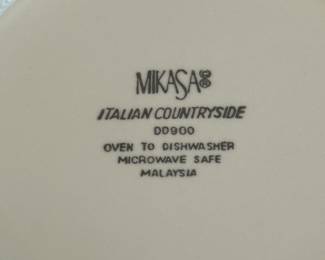 MIKASA®
ITALIAN COUNTRYSIDE
DD900
OVEN TO DISHWASHER
MICROWAVE SAFE
MALAYSIA